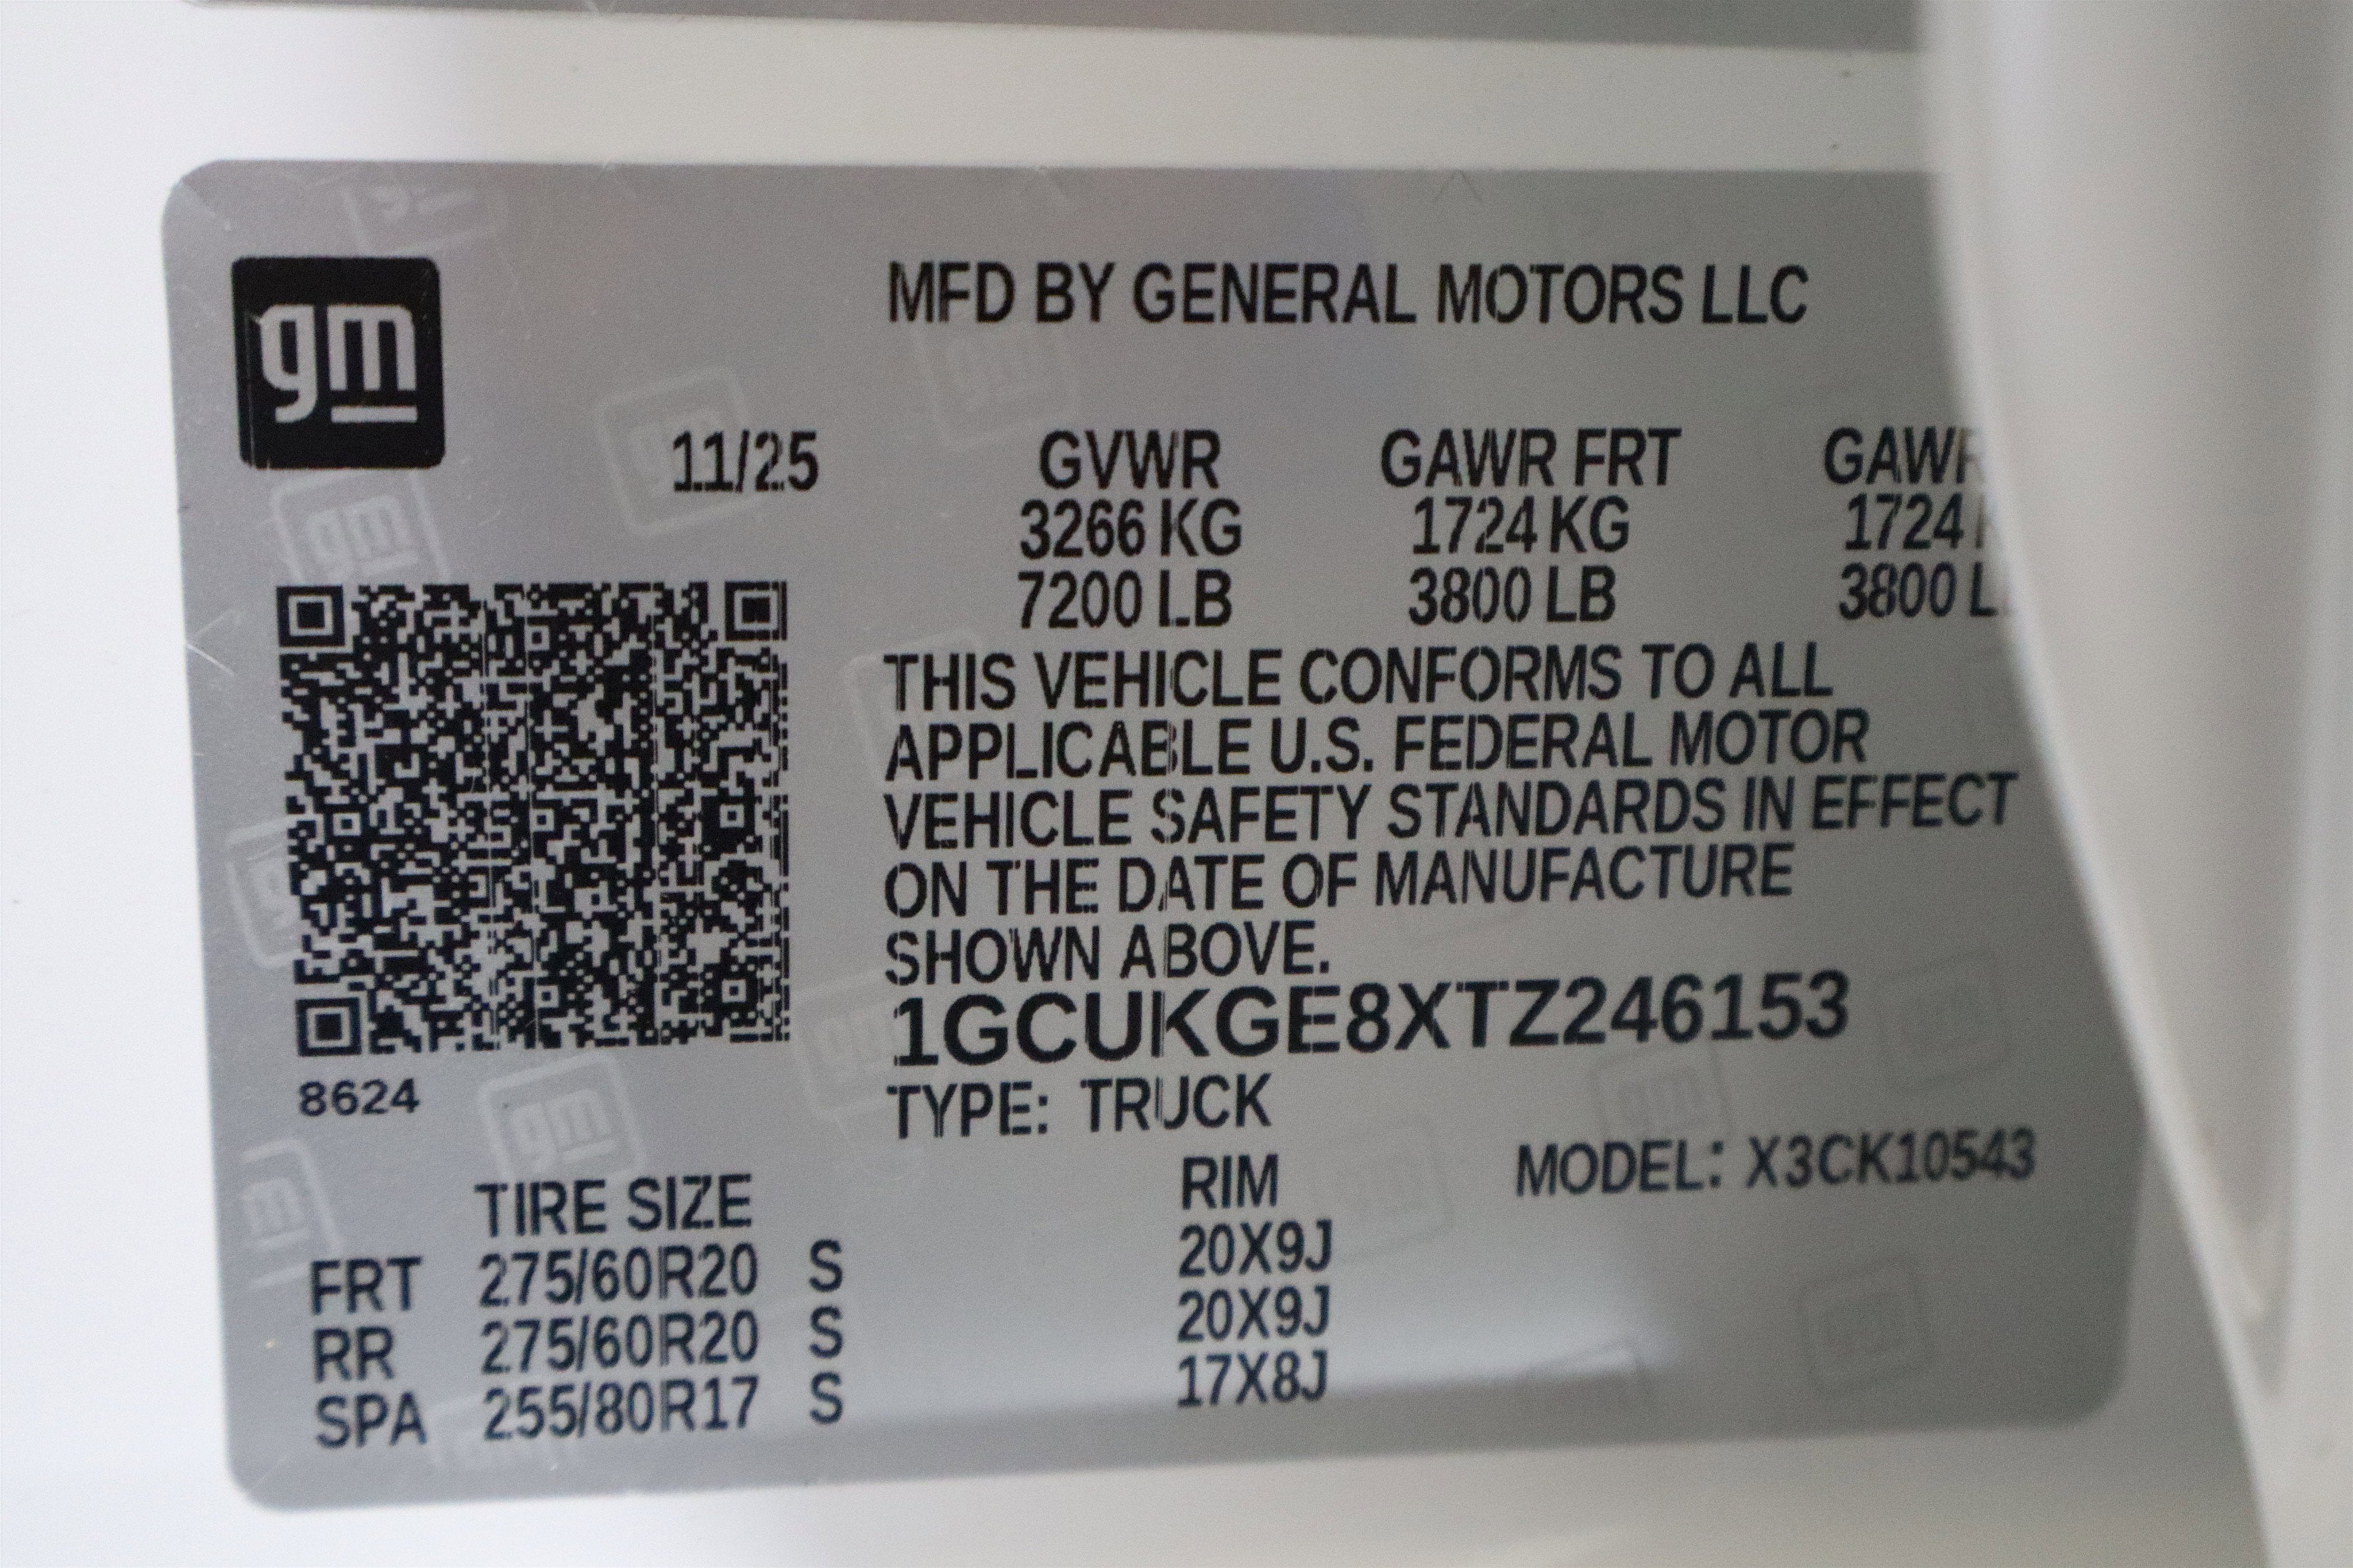 gm
MFD BY GENERAL MOTORS LLC
11/25 GVWR GAWR FRT GAWR
3266 KG 1724 KG 1724
7200 LB 3800 LB 3800
THIS VEHICLE CONFORMS TO ALL
APPLICABLE U.S. FEDERAL MOTOR
VEHICLE SAFETY STANDARDS IN EFFECT
ON THE DATE OF MANUFACTURE
SHOWN ABOVE.
1GCUKGE8XTZ246153
8624
TYPE: TRUCK
MODEL: X3CK10543
TIRE SIZE RIM
FRT 275/60R20 S 20X9J
RR 275/60R20 S 20X9J
SPA 255/80R17 S 17X8J